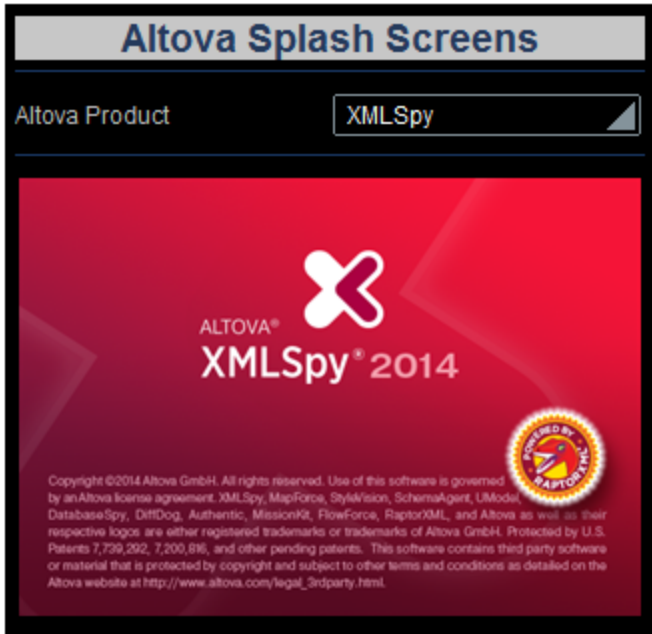 Altova Splash Screens
Altova Product
XMLSpy
ALTOVA®
XMLSpy® 2014
POWERED BY
RAPTORXML
Copyright ©2014 Altova GmbH. All rights reserved. Use of this software is governed
by an Altova license agreement. XMLSpy, MapForce, StyleVision, SchemaAgent, UModel,
DatabaseSpy, DiffDog, Authentic, MissionKit, FlowForce, RaptorXML, and Altova as well as their
respective logos are either registered trademarks or trademarks of Altova GmbH. Protected by U.S.
Patents 7,739,292, 7,200,816, and other pending patents. This software contains third party software
or material that is protected by copyright and subject to other terms and conditions as detailed on the
Altova website at http://www.altova.com/legal_3rdparty.html.